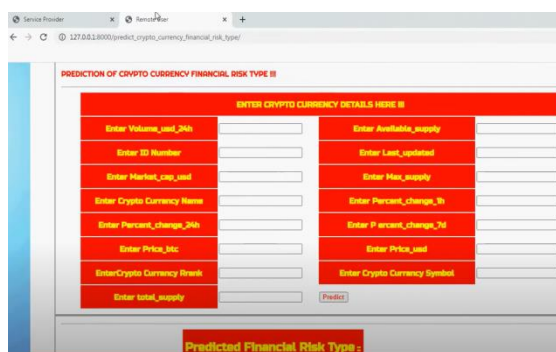 Service Provider Remote User
127.0.0.1:8000/predict_crypto_currency_financial_risk_type/
PREDICTION OF CRYPTO CURRENCY FINANCIAL RISK TYPE !!!
ENTER CRYPTO CURRENCY DETAILS HERE !!!
Enter Volume_usd_24h Enter Available_supply
Enter ID Number Enter Last_updated
Enter Market_cap_usd Enter Max_supply
Enter Crypto Currency Name Enter Percent_change_1h
Enter Percent_change_24h Enter P ercent_change_7d
Enter Price_btc Enter Price_usd
EnterCrypto Currency Rrank Enter Crypto Currency Symbol
Enter total_supply Predict
Predicted Financial Risk Type :